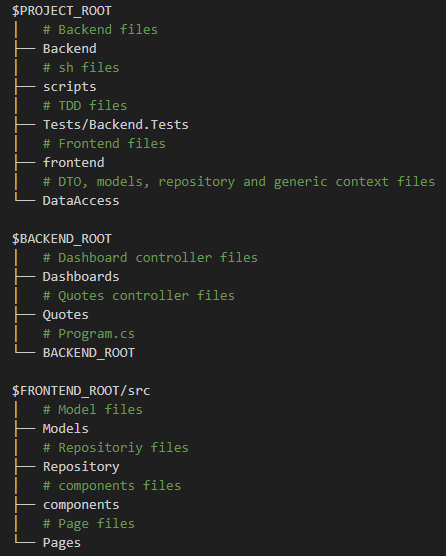 $PROJECT_ROOT
│   # Backend files
├── Backend
│   # sh files
├── scripts
│   # TDD files
├── Tests/Backend.Tests
│   # Frontend files
├── frontend
│   # DTO, models, repository and generic context files
└── DataAccess

$BACKEND_ROOT
│   # Dashboard controller files
├── Dashboards
│   # Quotes controller files
├── Quotes
│   # Program.cs
└── BACKEND_ROOT

$FRONTEND_ROOT/src
│   # Model files
├── Models
│   # Repositoriy files
├── Repository
│   # components files
├── components
│   # Page files
└── Pages